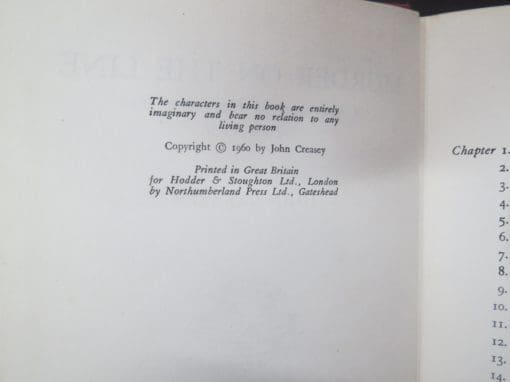 The characters in this book are entirely
imaginary and bear no relation to any
living person
Copyright © 1960 by John Creasey
Printed in Great Britain
for Hodder & Stoughton Ltd., London
by Northumberland Press Ltd., Gateshead
Chapter 1.
2.
3.
4.
5.
6.
7.
8.
9.
10.
11.
12.
13.
14.